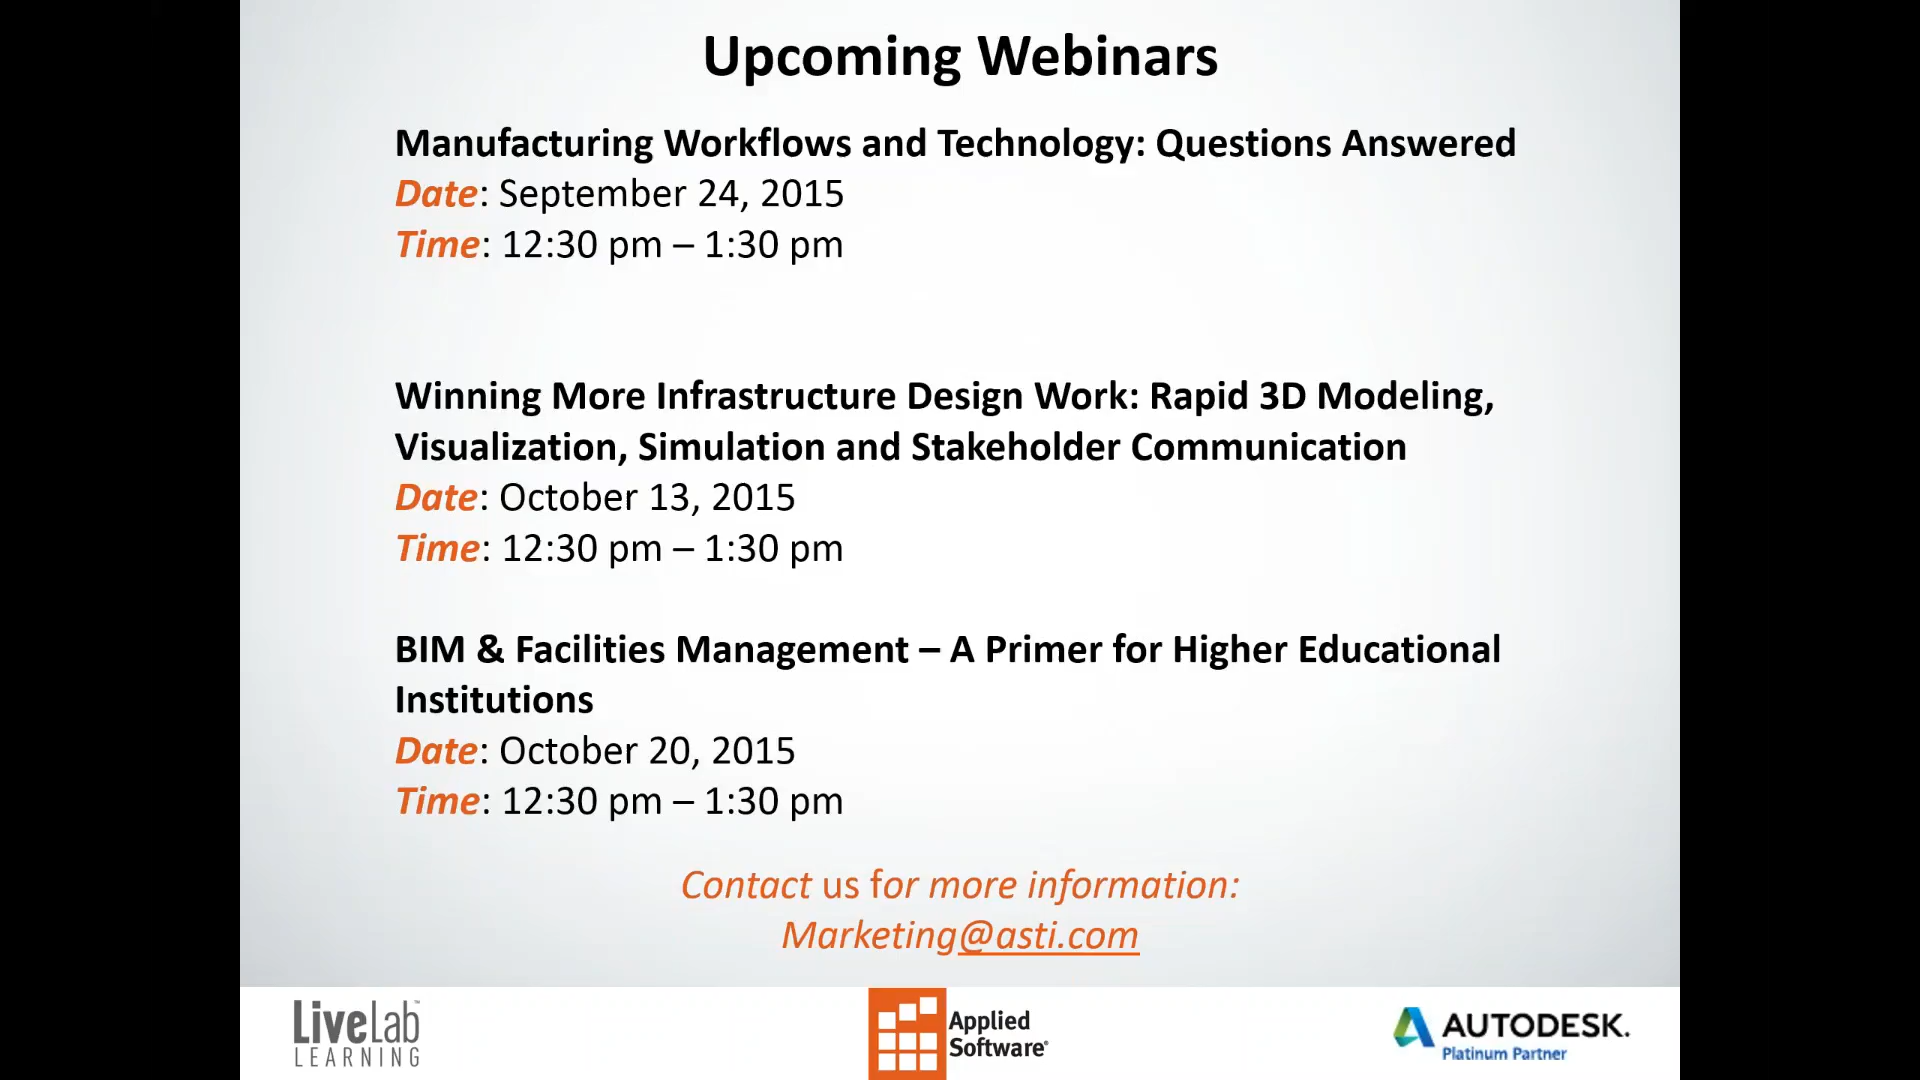 Upcoming Webinars
Manufacturing Workflows and Technology: Questions Answered
Date: September 24, 2015
Time: 12:30 pm – 1:30 pm
Winning More Infrastructure Design Work: Rapid 3D Modeling,
Visualization, Simulation and Stakeholder Communication
Date: October 13, 2015
Time: 12:30 pm – 1:30 pm
BIM & Facilities Management – A Primer for Higher Educational
Institutions
Date: October 20, 2015
Time: 12:30 pm – 1:30 pm
Contact us for more information:
Marketing@asti.com
LiveLab™
LEARNING
Applied
Software®
AUTODESK.
Platinum Partner